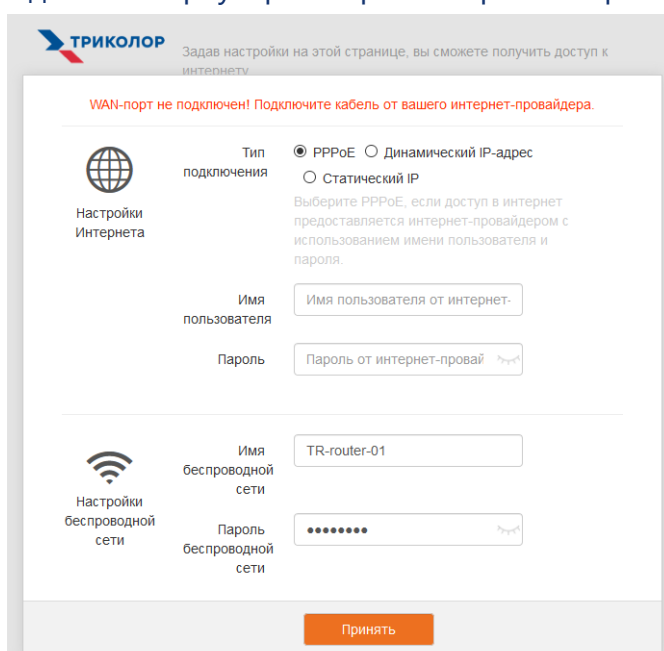 ТРИКОЛОР
Задав настройки на этой странице, вы сможете получить доступ к
интернету
WAN-порт не подключен! Подключите кабель от вашего интернет-провайдера.
Тип
подключения
PPPoE Динамический IP-адрес
Статический IP
Выберите PPPoE, если доступ в интернет
предоставляется интернет-провайдером с
использованием имени пользователя и
пароля.
Настройки
Интернета
Имя
пользователя
Имя пользователя от интернет-
Пароль
Пароль от интернет-провай
Имя
беспроводной
сети
TR-router-01
Настройки
беспроводной
сети
Пароль
беспроводной
сети
••••••••
Принять